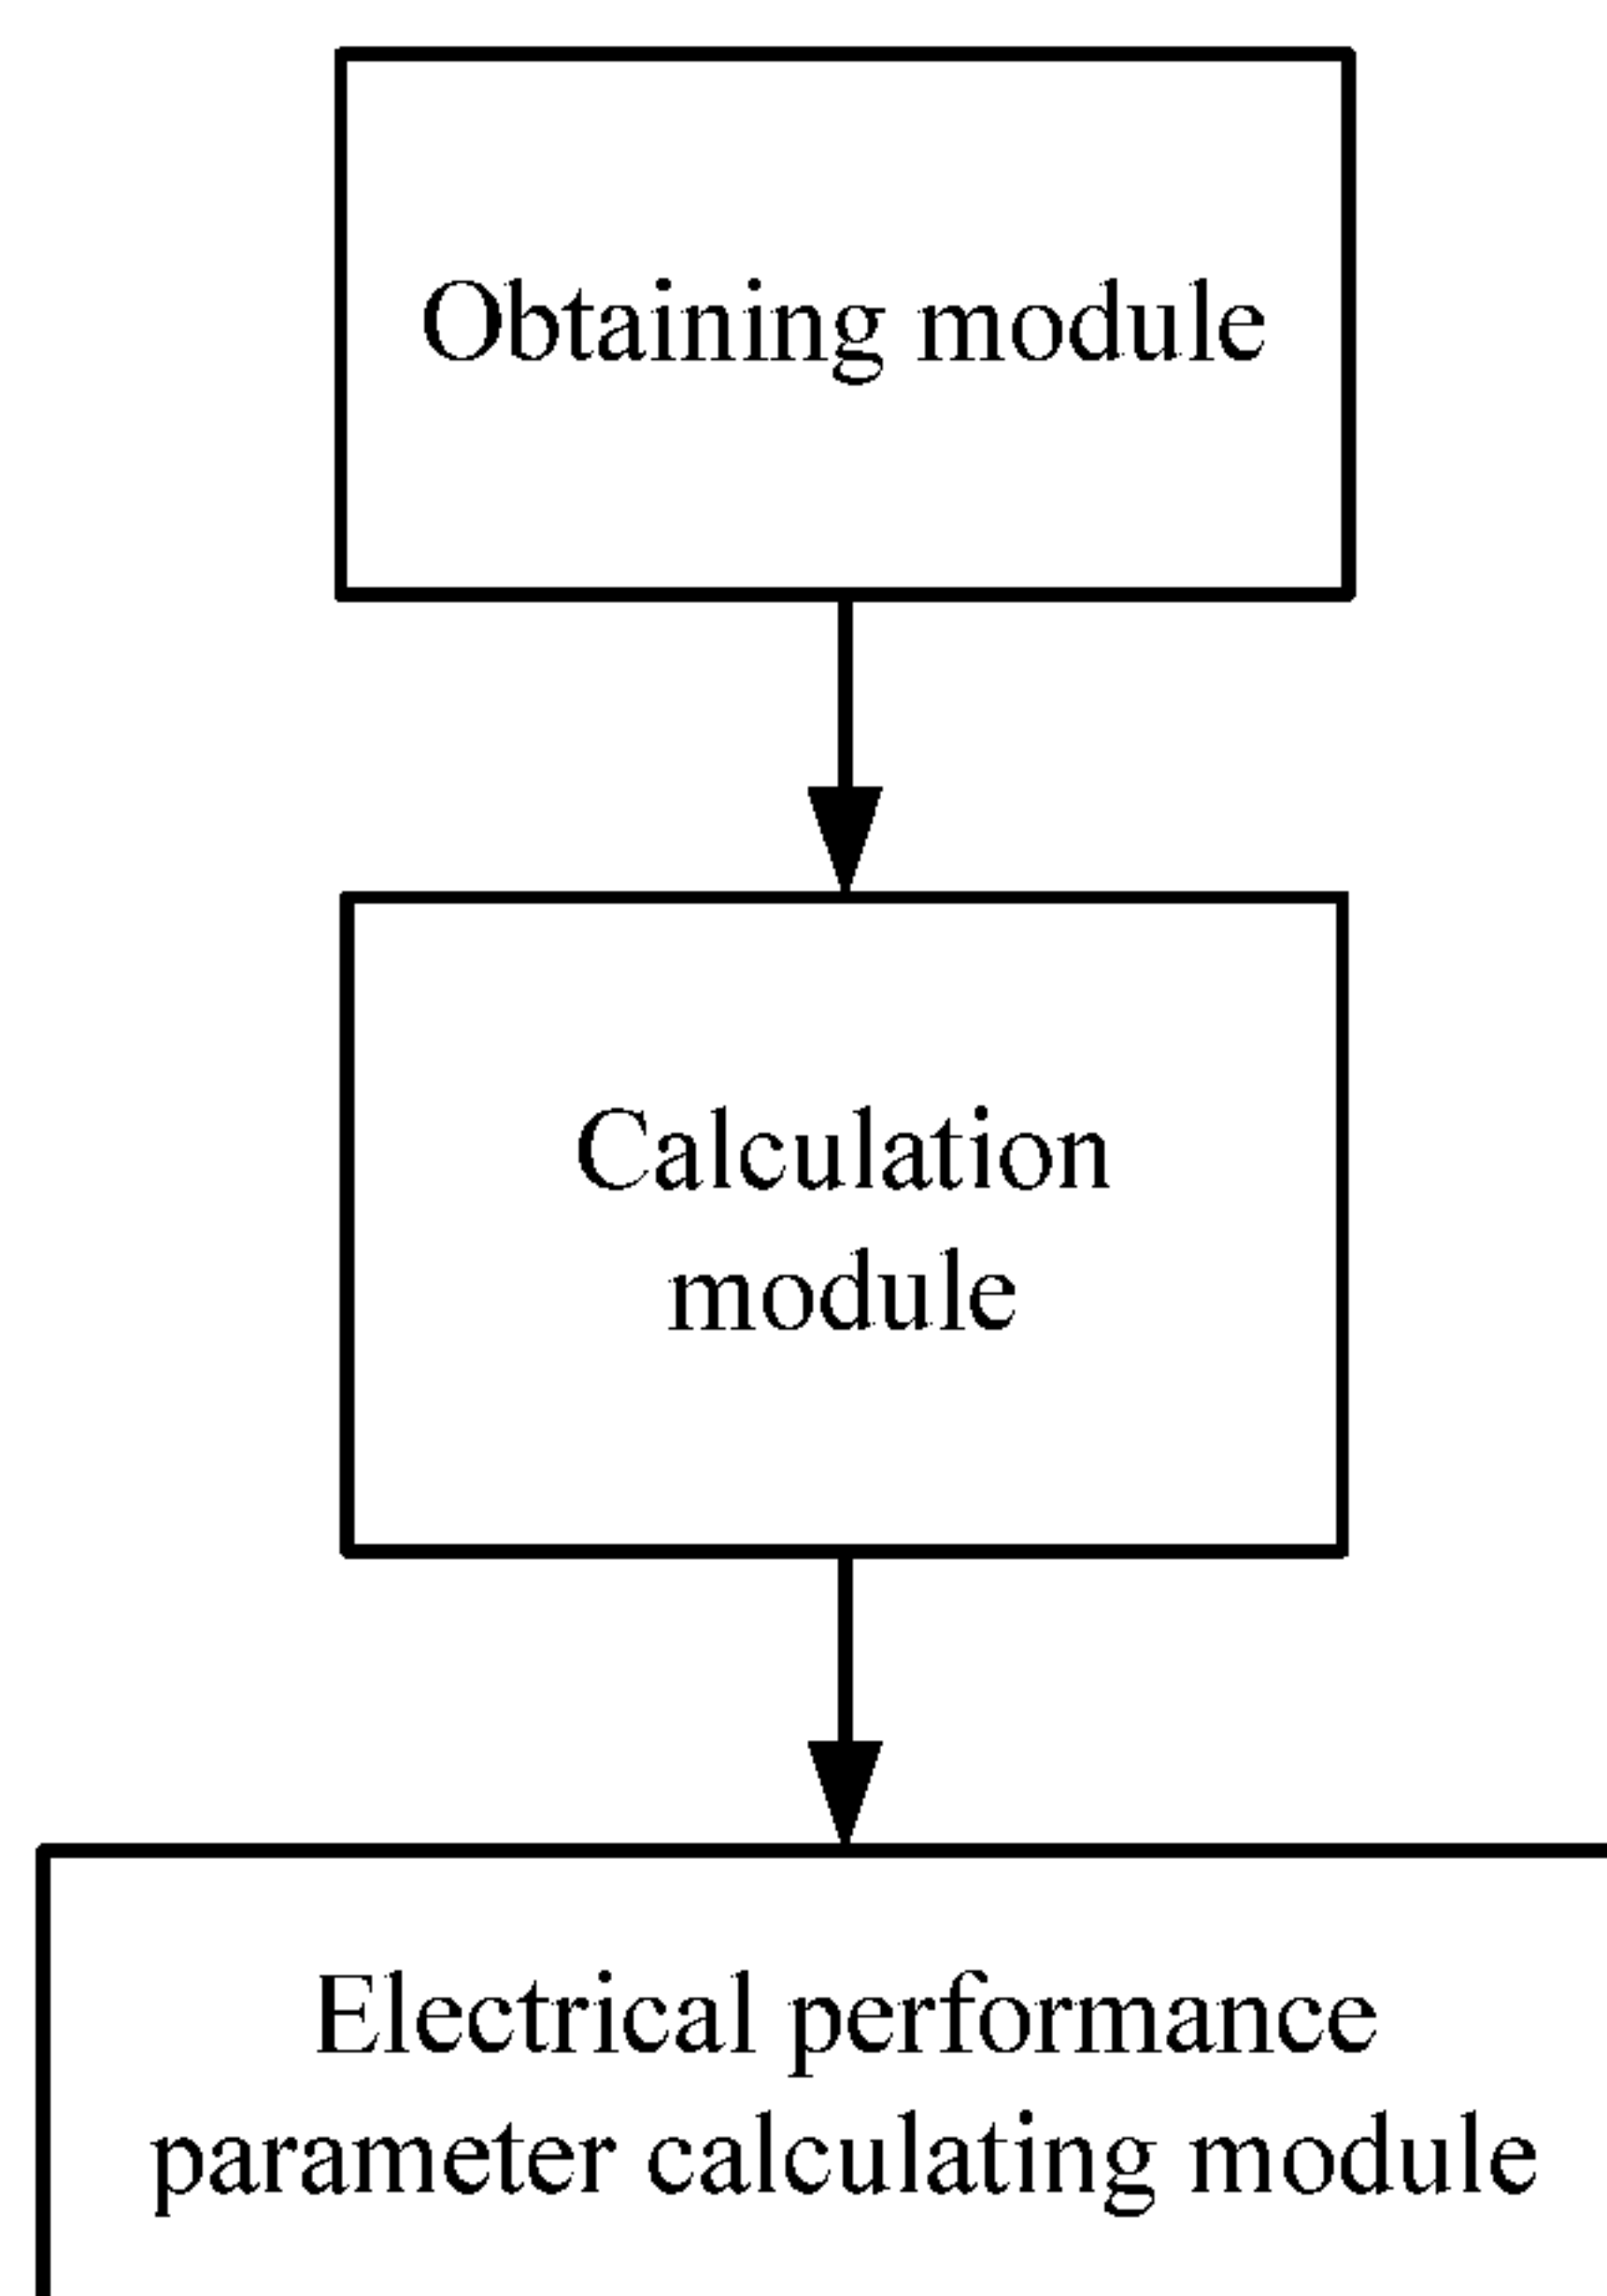 Obtaining module
Calculation
module
Electrical performance
parameter calculating module